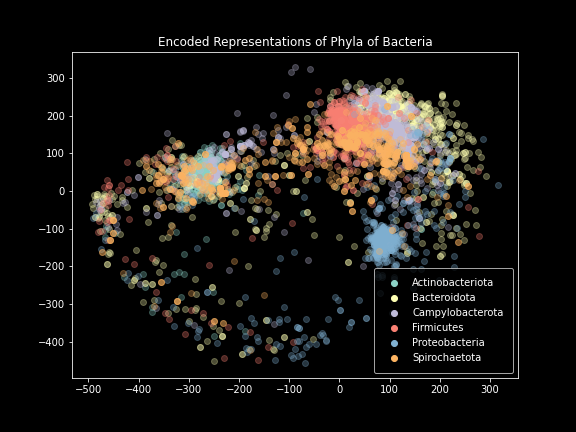 Encoded Representations of Phyla of Bacteria
300
200
100
0
−100
−200
−300
−400
Actinobacteriota
Bacteroidota
Campylobacterota
Firmicutes
Proteobacteria
Spirochaetota
−500 −400 −300 −200 −100 0 100 200 300